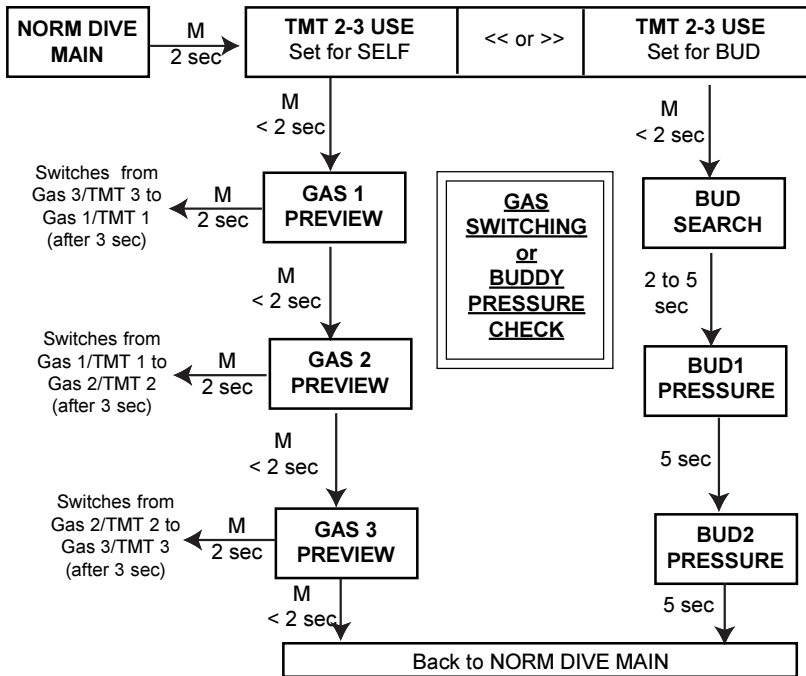 NORM DIVE
MAIN
M
2 sec
TMT 2-3 USE
Set for SELF
<< or >>
TMT 2-3 USE
Set for BUD
M
< 2 sec
M
< 2 sec
Switches from
Gas 3/TMT 3 to
Gas 1/TMT 1
(after 3 sec)
M
2 sec
GAS 1
PREVIEW
GAS
SWITCHING
or
BUDDY
PRESSURE
CHECK
BUD
SEARCH
M
< 2 sec
2 to 5
sec
Switches from
Gas 1/TMT 1 to
Gas 2/TMT 2
(after 3 sec)
M
2 sec
GAS 2
PREVIEW
BUD1
PRESSURE
M
< 2 sec
5 sec
Switches from
Gas 2/TMT 2 to
Gas 3/TMT 3
(after 3 sec)
M
2 sec
GAS 3
PREVIEW
BUD2
PRESSURE
M
< 2 sec
5 sec
Back to NORM DIVE MAIN